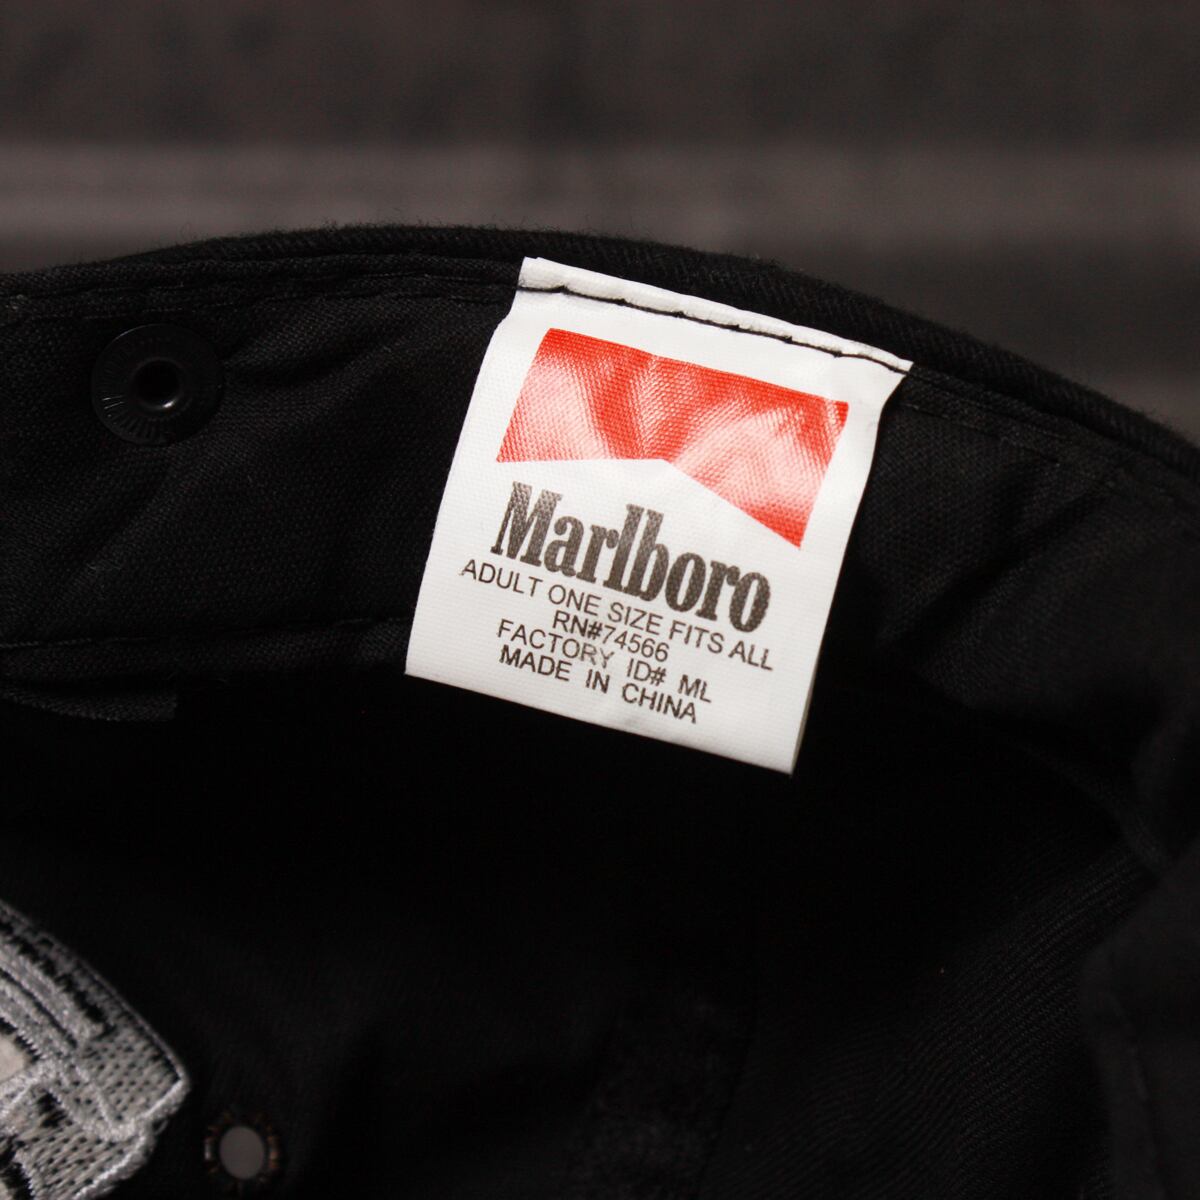 Marlboro
ADULT ONE SIZE FITS ALL
RN#74566
FACTORY ID# ML
MADE IN CHINA